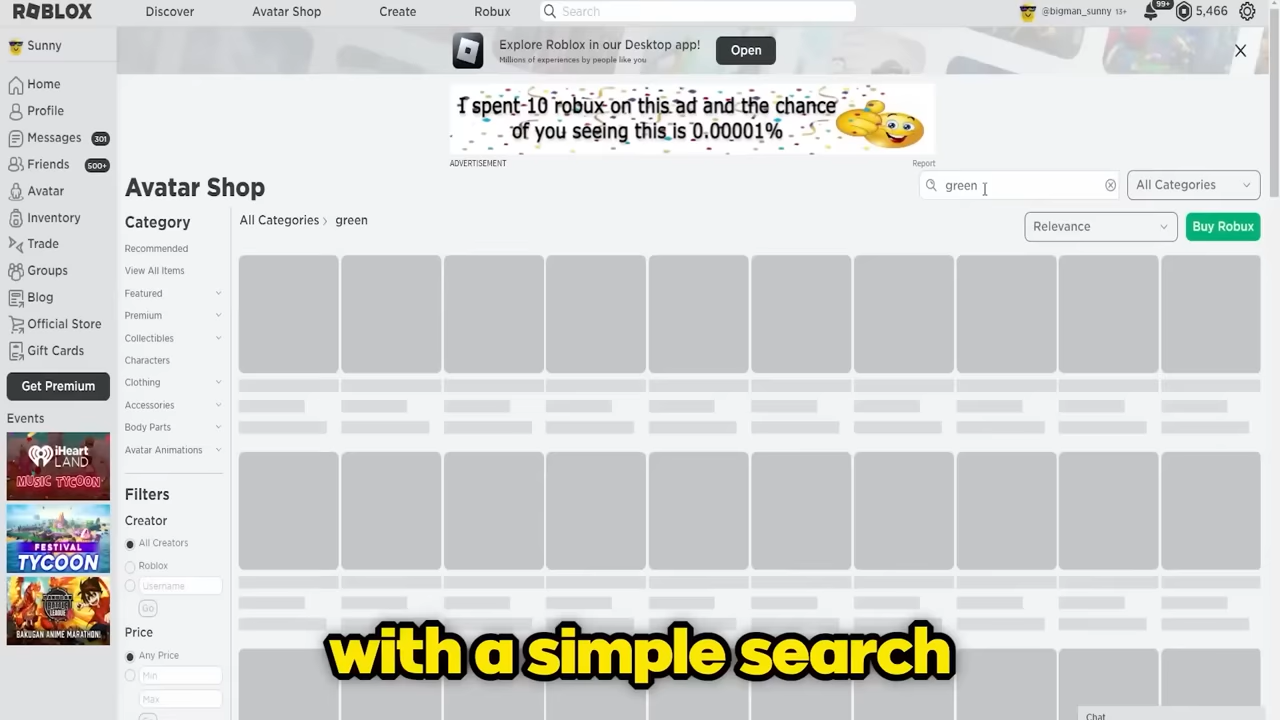 ROBLOX
Discover
Avatar Shop
Create
Robux
Search
@bigman_sunny 13+
99+
5,466
Sunny
Home
Profile
Messages 301
Friends 500+
Avatar
Inventory
Trade
Groups
Blog
Official Store
Gift Cards
Get Premium
Events
iHeart
LAND
MUSIC TYCOON
FESTIVAL
TYCOON
BAKUGAN ANIME MARATHON!
Explore Roblox in our Desktop app!
Millions of experiences by people like you
Open
I spent-10 robux on this ad and the chance
of you seeing this is 0.00001%
ADVERTISEMENT
Report
Avatar Shop
green
All Categories
Category
All Categories › green
Relevance
Buy Robux
Recommended
View All Items
Featured
Premium
Collectibles
Characters
Clothing
Accessories
Body Parts
Avatar Animations
Filters
Creator
All Creators
Roblox
Username
Go
Price
Any Price
Min
Max
with a simple search
Chat